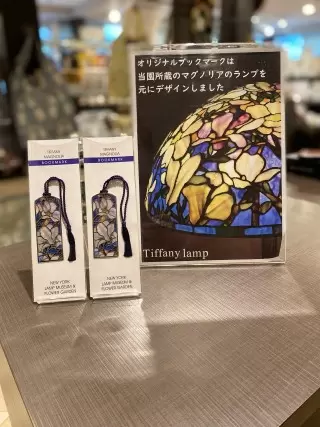 オリジナルブックマークは
当園所蔵のマグノリアのランプを
元にデザインしました
Tiffany lamp
TIFFANY
MAGNOLIA
BOOKMARK
NEW YORK
LAMP MUSEUM &
FLOWER GARDEN
TIFFANY
MAGNOLIA
BOOKMARK
NEW YORK
LAMP MUSEUM &
FLOWER GARDEN